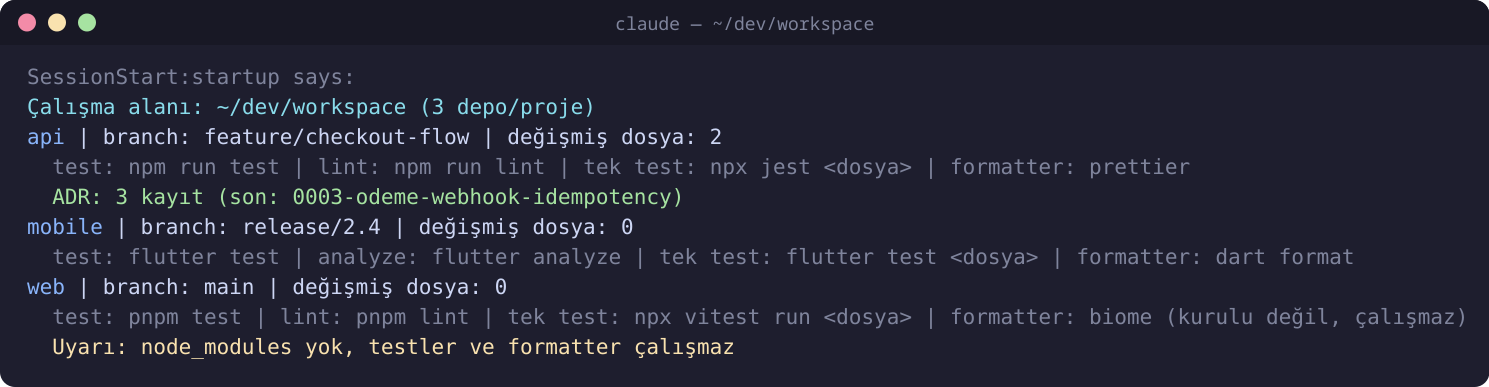 claude — ~/dev/workspace
SessionStart:startup says:
Çalışma alanı: ~/dev/workspace (3 depo/proje)
api | branch: feature/checkout-flow | değişmiş dosya: 2
test: npm run test | lint: npm run lint | tek test: npx jest <dosya> | formatter: prettier
ADR: 3 kayıt (son: 0003-odeme-webhook-idempotency)
mobile | branch: release/2.4 | değişmiş dosya: 0
test: flutter test | analyze: flutter analyze | tek test: flutter test <dosya> | formatter: dart format
web | branch: main | değişmiş dosya: 0
test: pnpm test | lint: pnpm lint | tek test: npx vitest run <dosya> | formatter: biome (kurulu değil, çalışmaz)
Uyarı: node_modules yok, testler ve formatter çalışmaz